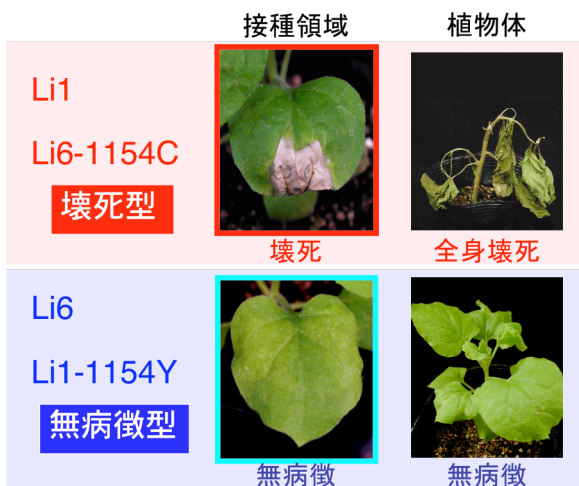 接種領域
植物体
Li1
Li6-1154C
壊死型
壊死
全身壊死
Li6
Li1-1154Y
無病徴型
無病徴
無病徴